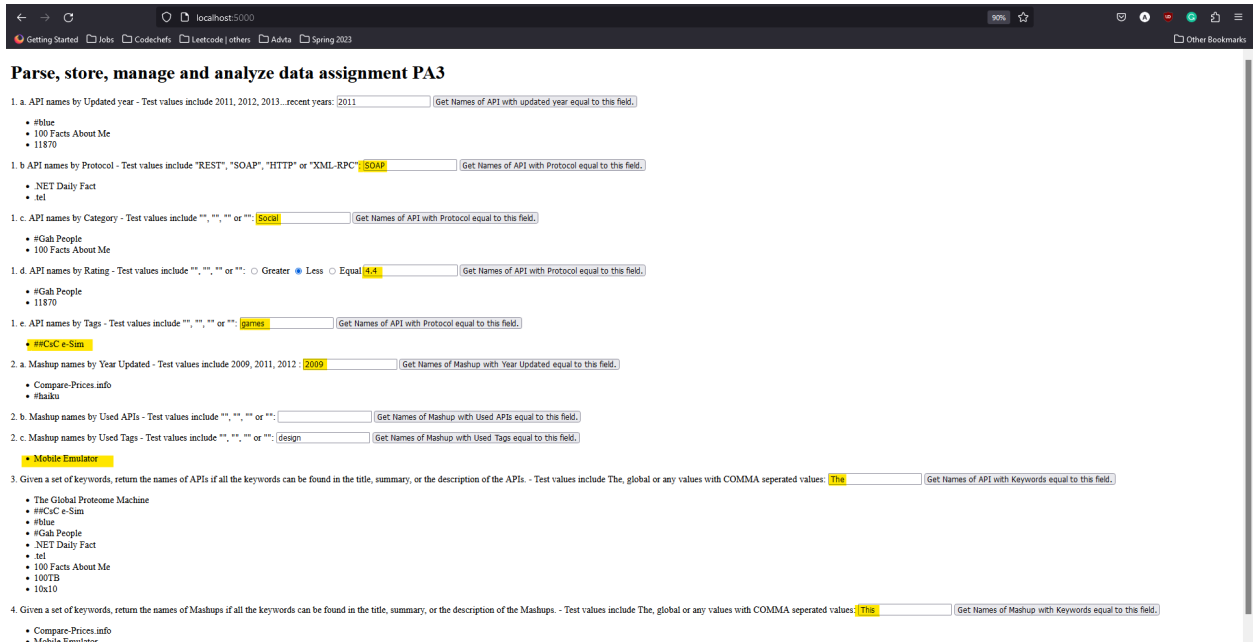 localhost:5000
90%
Getting Started Jobs Codechefs Leetcode | others Advta Spring 2023 Other Bookmarks
Parse, store, manage and analyze data assignment PA3
1. a. API names by Updated year - Test values include 2011, 2012, 2013...recent years: 2011 Get Names of API with updated year equal to this field.
#blue
100 Facts About Me
11870
1. b API names by Protocol - Test values include "REST", "SOAP", "HTTP" or "XML-RPC": SOAP Get Names of API with Protocol equal to this field.
.NET Daily Fact
.tel
1. c. API names by Category - Test values include "", "", "" or "": Social Get Names of API with Protocol equal to this field.
#Gah People
100 Facts About Me
1. d. API names by Rating - Test values include "", "", "" or "": Greater Less Equal 4.4 Get Names of API with Protocol equal to this field.
#Gah People
11870
1. e. API names by Tags - Test values include "", "", "" or "": games Get Names of API with Protocol equal to this field.
##CsC e-Sim
2. a. Mashup names by Year Updated - Test values include 2009, 2011, 2012 : 2009 Get Names of Mashup with Year Updated equal to this field.
Compare-Prices.info
#haiku
2. b. Mashup names by Used APIs - Test values include "", "", "" or "": Get Names of Mashup with Used APIs equal to this field.
2. c. Mashup names by Used Tags - Test values include "", "", "" or "": design Get Names of Mashup with Used Tags equal to this field.
Mobile Emulator
3. Given a set of keywords, return the names of APIs if all the keywords can be found in the title, summary, or the description of the APIs. - Test values include The, global or any values with COMMA seperated values: The Get Names of API with Keywords equal to this field.
The Global Proteome Machine
##CsC e-Sim
#blue
#Gah People
.NET Daily Fact
.tel
100 Facts About Me
100TB
10x10
4. Given a set of keywords, return the names of Mashups if all the keywords can be found in the title, summary, or the description of the Mashups. - Test values include The, global or any values with COMMA seperated values: This Get Names of Mashup with Keywords equal to this field.
Compare-Prices.info
Mobile Emulator